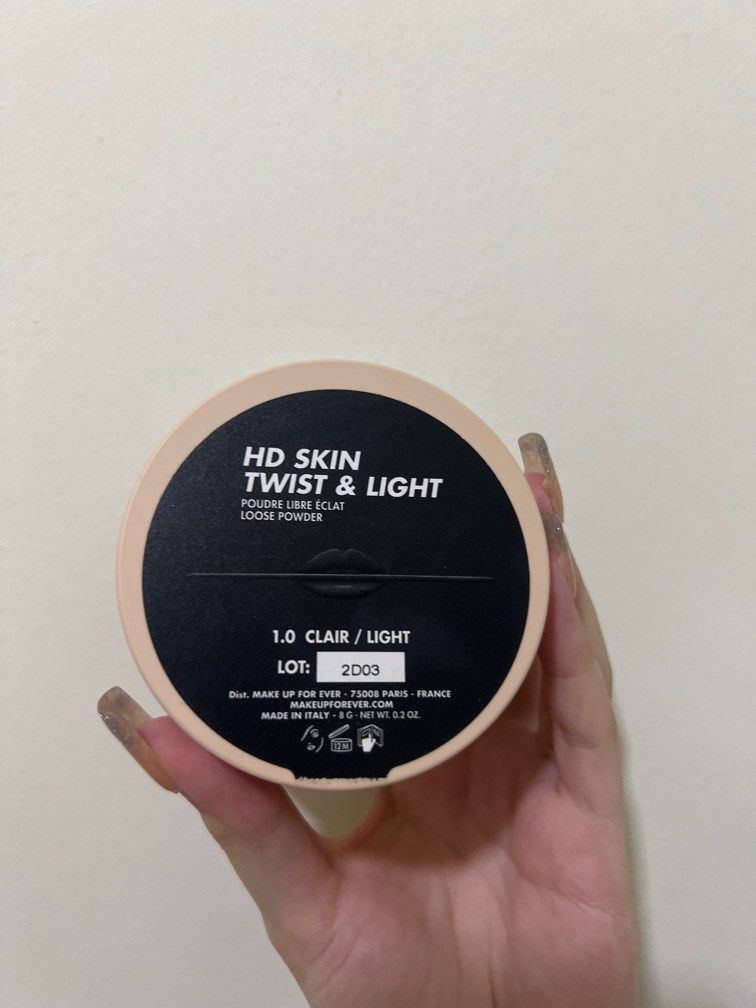 HD SKIN
TWIST & LIGHT
POUDRE LIBRE ÉCLAT
LOOSE POWDER
1.0 CLAIR / LIGHT
LOT: 2D03
Dist. MAKE UP FOR EVER - 75008 PARIS - FRANCE
MAKEUPFOREVER.COM
MADE IN ITALY - 8 G - NET WT. 0.2 OZ.
12M